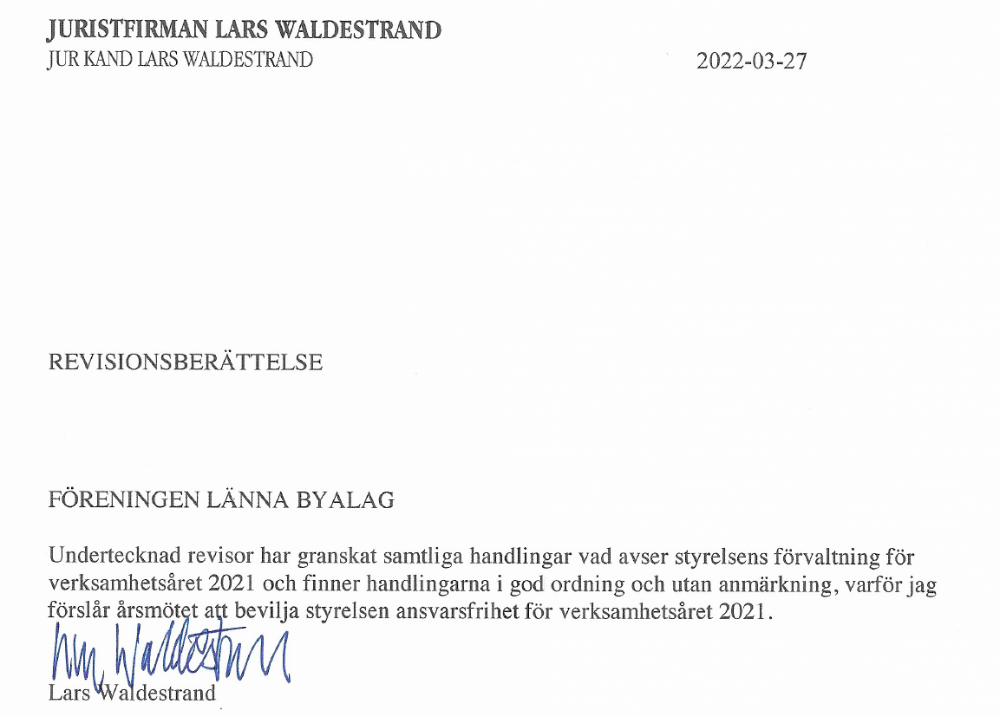 JURISTFIRMAN LARS WALDESTRAND
JUR KAND LARS WALDESTRAND
2022-03-27
REVISIONSBERÄTTELSE
FÖRENINGEN LÄNNA BYALAG
Undertecknad revisor har granskat samtliga handlingar vad avser styrelsens förvaltning för
verksamhetsåret 2021 och finner handlingarna i god ordning och utan anmärkning, varför jag
förslår årsmötet att bevilja styrelsen ansvarsfrihet för verksamhetsåret 2021.
Lars Waldestrand